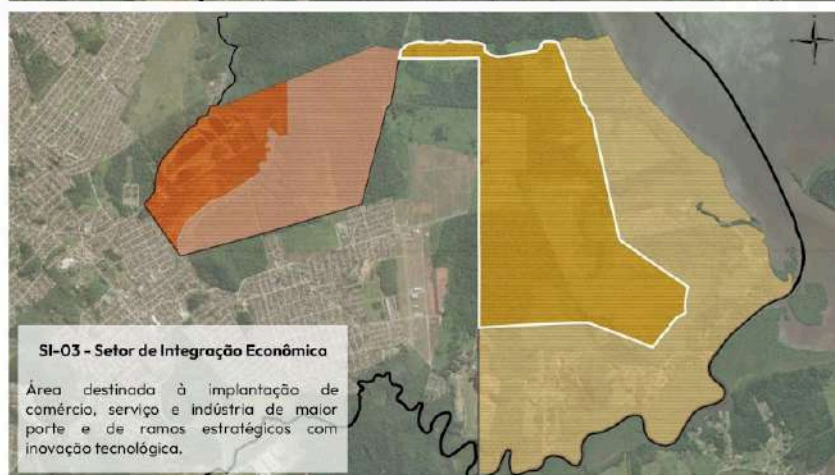 SI-03 - Setor de Integração Econômica
Área destinada à implantação de
comércio, serviço e indústria de maior
porte e de ramos estratégicos com
inovação tecnológica.